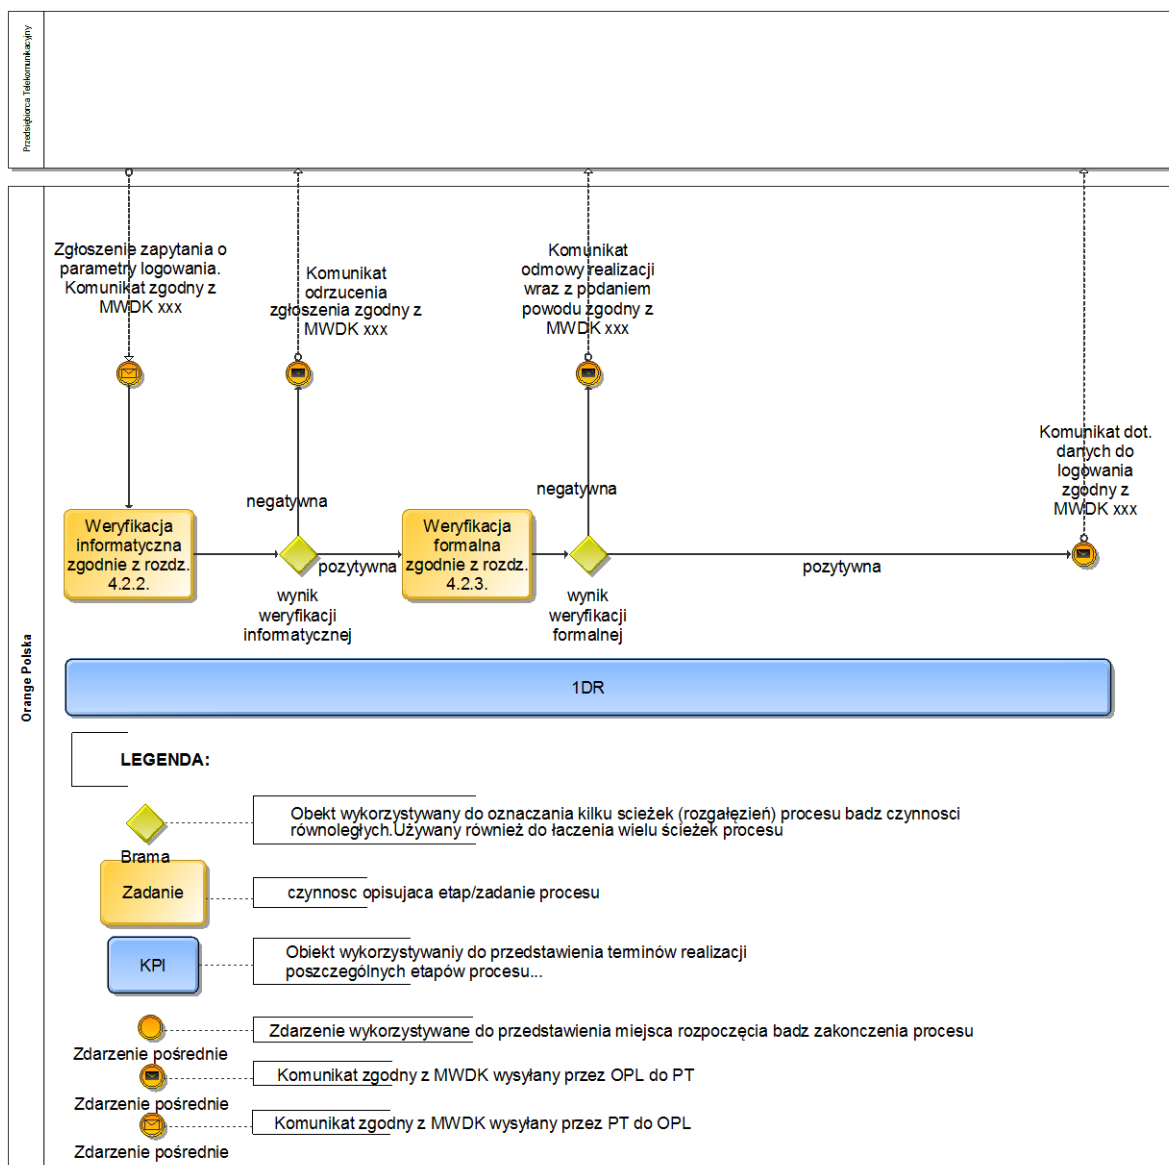 Przedsiębiorca Telekomunikacyjny
Zgłoszenie zapytania o
parametry logowania.
Komunikat zgodny z
MWDK xxx
Komunikat
odrzucenia
zgłoszenia zgodny z
MWDK xxx
Komunikat
odmowy realizacji
wraz z podaniem
powodu zgodny z
MWDK xxx
Komunikat dot.
danych do
logowania
zgodny z
MWDK xxx
negatywna
negatywna
Weryfikacja
informatyczna
zgodnie z rozdz.
4.2.2.
pozytywna
Weryfikacja
formalna
zgodnie z rozdz.
4.2.3.
pozytywna
wynik
weryfikacji
informatycznej
wynik
weryfikacji
formalnej
Orange Polska
1DR
LEGENDA:
Obekt wykorzystywany do oznaczania kilku scieżek (rozgałęzień) procesu badz czynnosci
równoległych.Używany również do łaczenia wielu ścieżek procesu
Brama
Zadanie
czynnosc opisujaca etap/zadanie procesu
KPI
Obiekt wykorzystywaniy do przedstawienia terminów realizacji
poszczególnych etapów procesu...
Zdarzenie wykorzystywane do przedstawienia miejsca rozpoczęcia badz zakonczenia procesu
Zdarzenie pośrednie
Komunikat zgodny z MWDK wysyłany przez OPL do PT
Zdarzenie pośrednie
Komunikat zgodny z MWDK wysyłany przez PT do OPL
Zdarzenie pośrednie